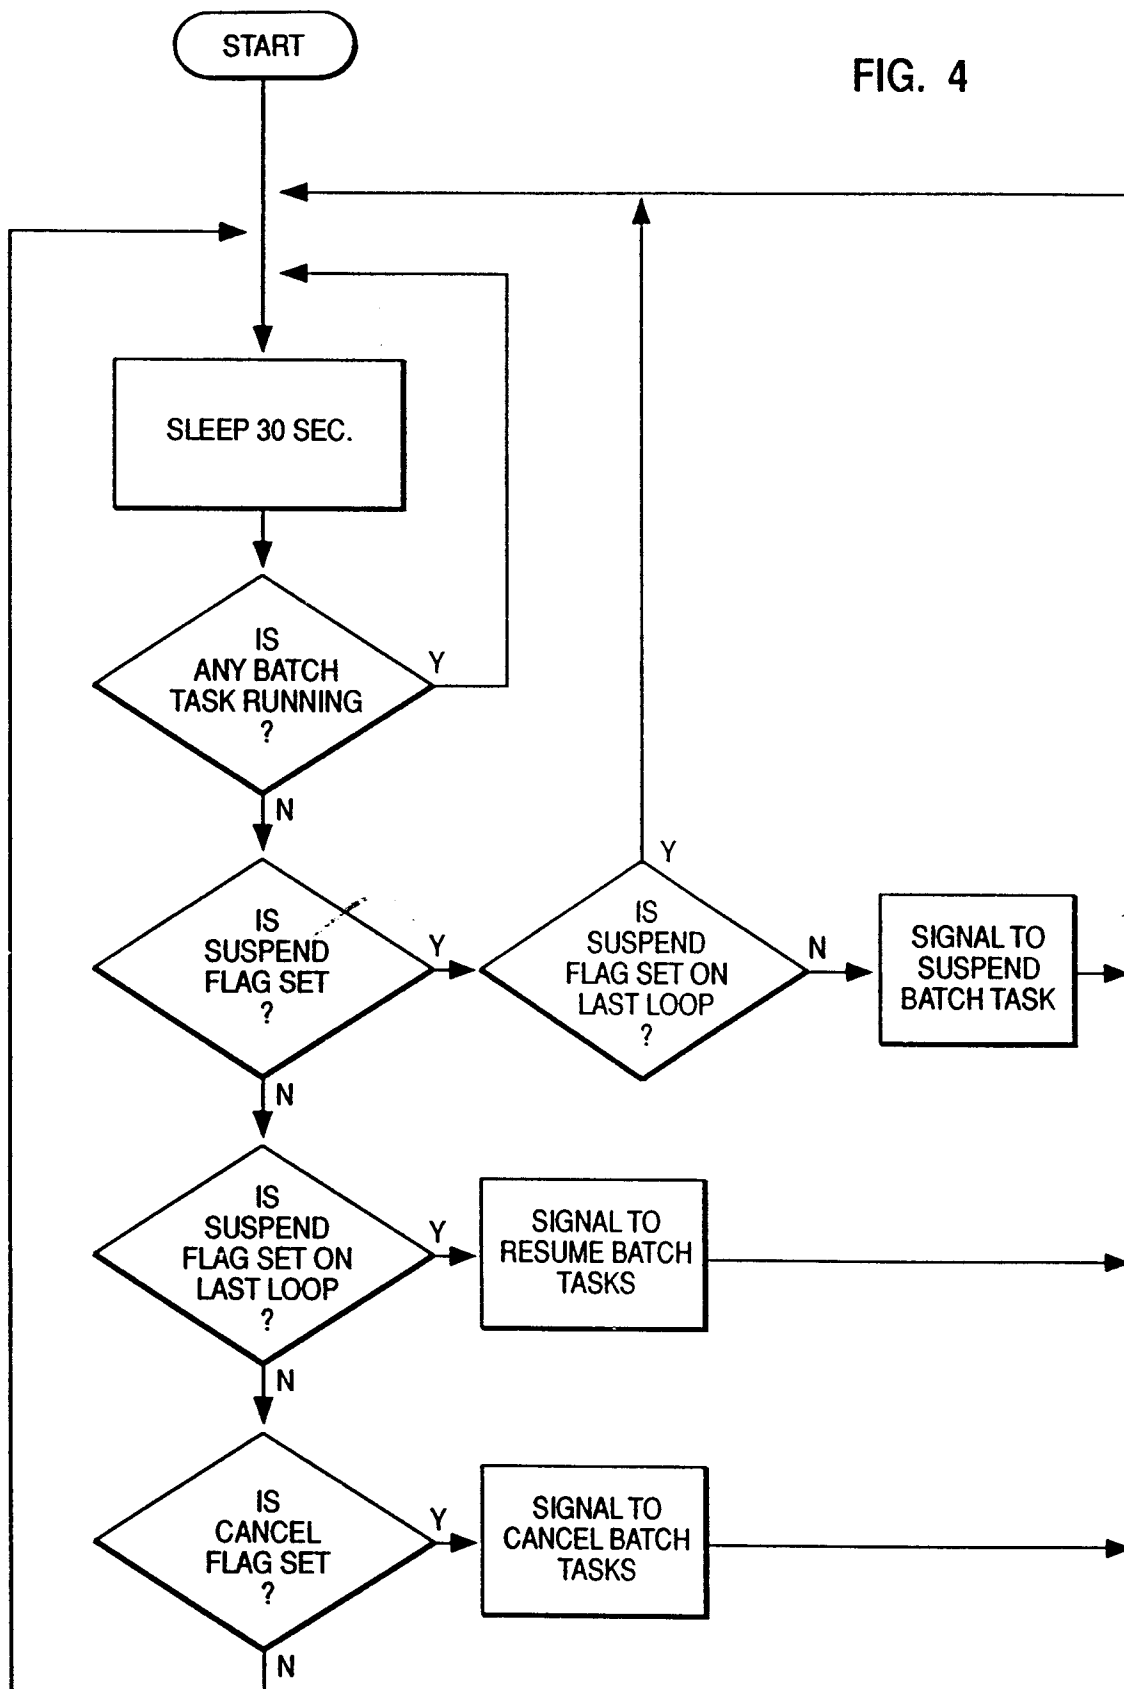 START
FIG. 4
SLEEP 30 SEC.
IS
ANY BATCH
TASK RUNNING
?
Y
N
IS
SUSPEND
FLAG SET
?
Y
N
IS
SUSPEND
FLAG SET ON
LAST LOOP
?
Y
N
SIGNAL TO
SUSPEND
BATCH TASK
IS
SUSPEND
FLAG SET ON
LAST LOOP
?
Y
N
SIGNAL TO
RESUME BATCH
TASKS
IS
CANCEL
FLAG SET
?
Y
N
SIGNAL TO
CANCEL BATCH
TASKS